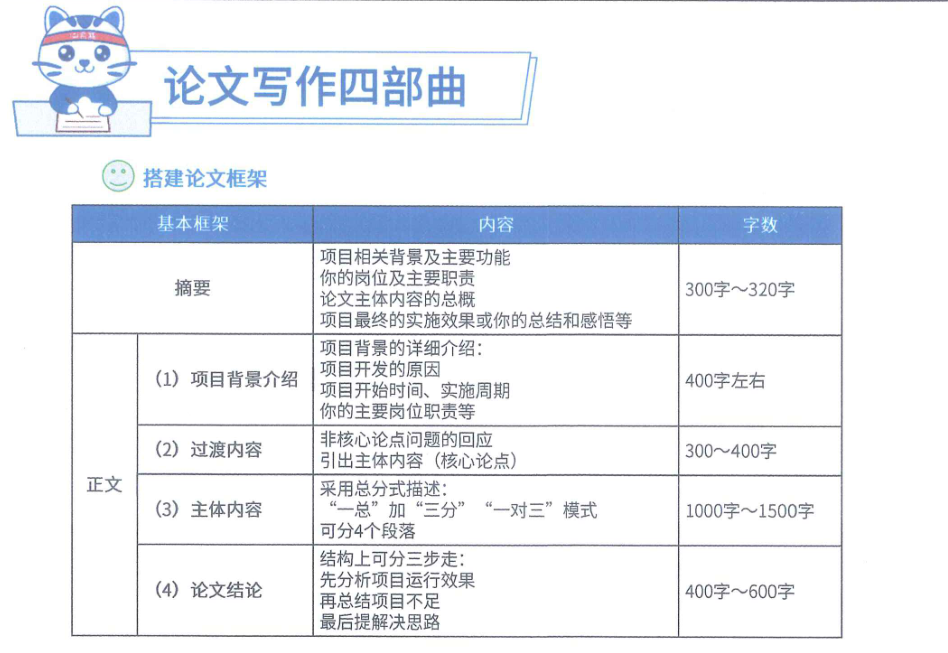 论文写作四部曲
搭建论文框架
基本框架 内容 字数
摘要
项目相关背景及主要功能
你的岗位及主要职责
论文主体内容的总概
项目最终的实施效果或你的总结和感悟等
300字～320字
正文
（1）项目背景介绍
项目背景的详细介绍：
项目开发的原因
项目开始时间、实施周期
你的主要岗位职责等
400字左右
（2）过渡内容
非核心论点问题的回应
引出主体内容（核心论点）
300～400字
（3）主体内容
采用总分式描述：
“一总”加“三分”“一对三”模式
可分4个段落
1000字～1500字
（4）论文结论
结构上可分三步走：
先分析项目运行效果
再总结项目不足
最后提解决思路
400字～600字